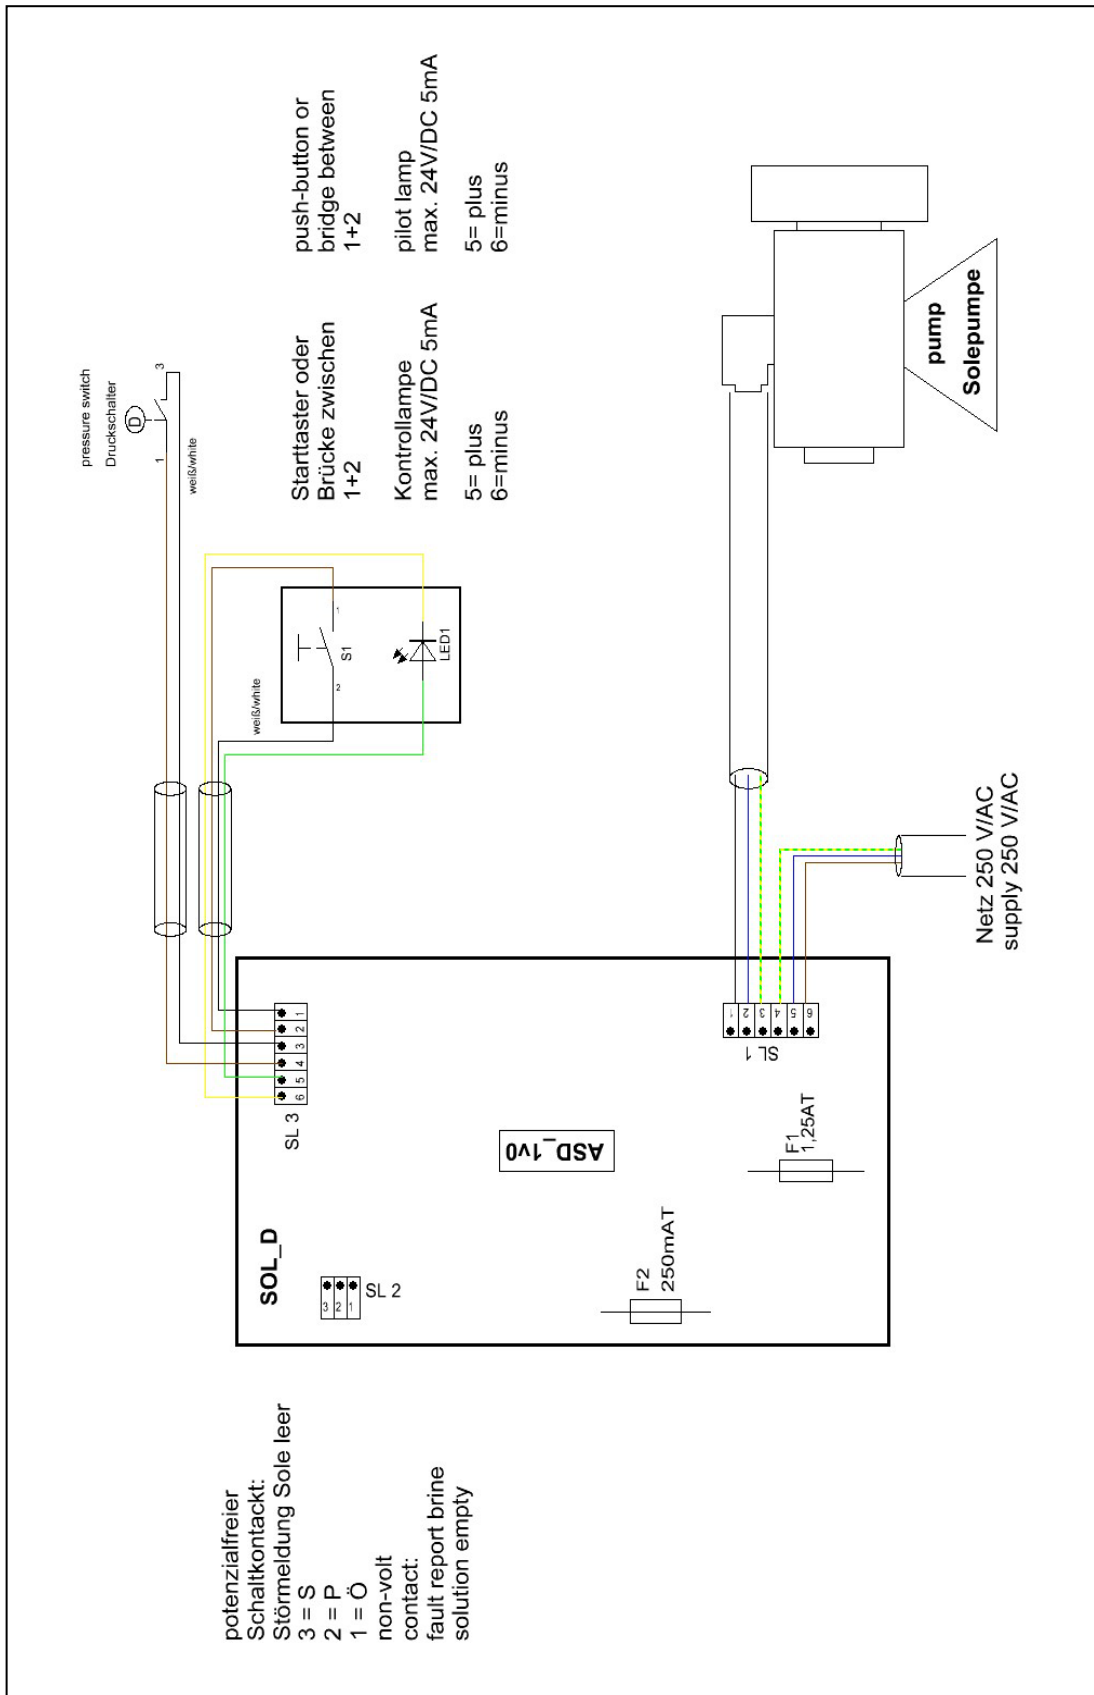 potenzialfreier
Schaltkontackt:
Störmeldung Sole leer
3 = S
2 = P
1 = Ö
non-volt
contact:
fault report brine
solution empty
SOL_D
3
2
1
SL 2
F2
250mAT
F1
1,25AT
ASD_1v0
SL 3
6
5
4
3
2
1
SL 1
1
2
3
4
5
6
weiß/white
2
1
S1
LED1
pressure switch
Druckschalter
D
1
3
weiß/white
Starttaster oder
Brücke zwischen
1+2
Kontrollampe
max. 24V/DC 5mA
5= plus
6=minus
push-button or
bridge between
1+2
pilot lamp
max. 24V/DC 5mA
5= plus
6=minus
Netz 250 V/AC
supply 250 V/AC
pump
Solepumpe